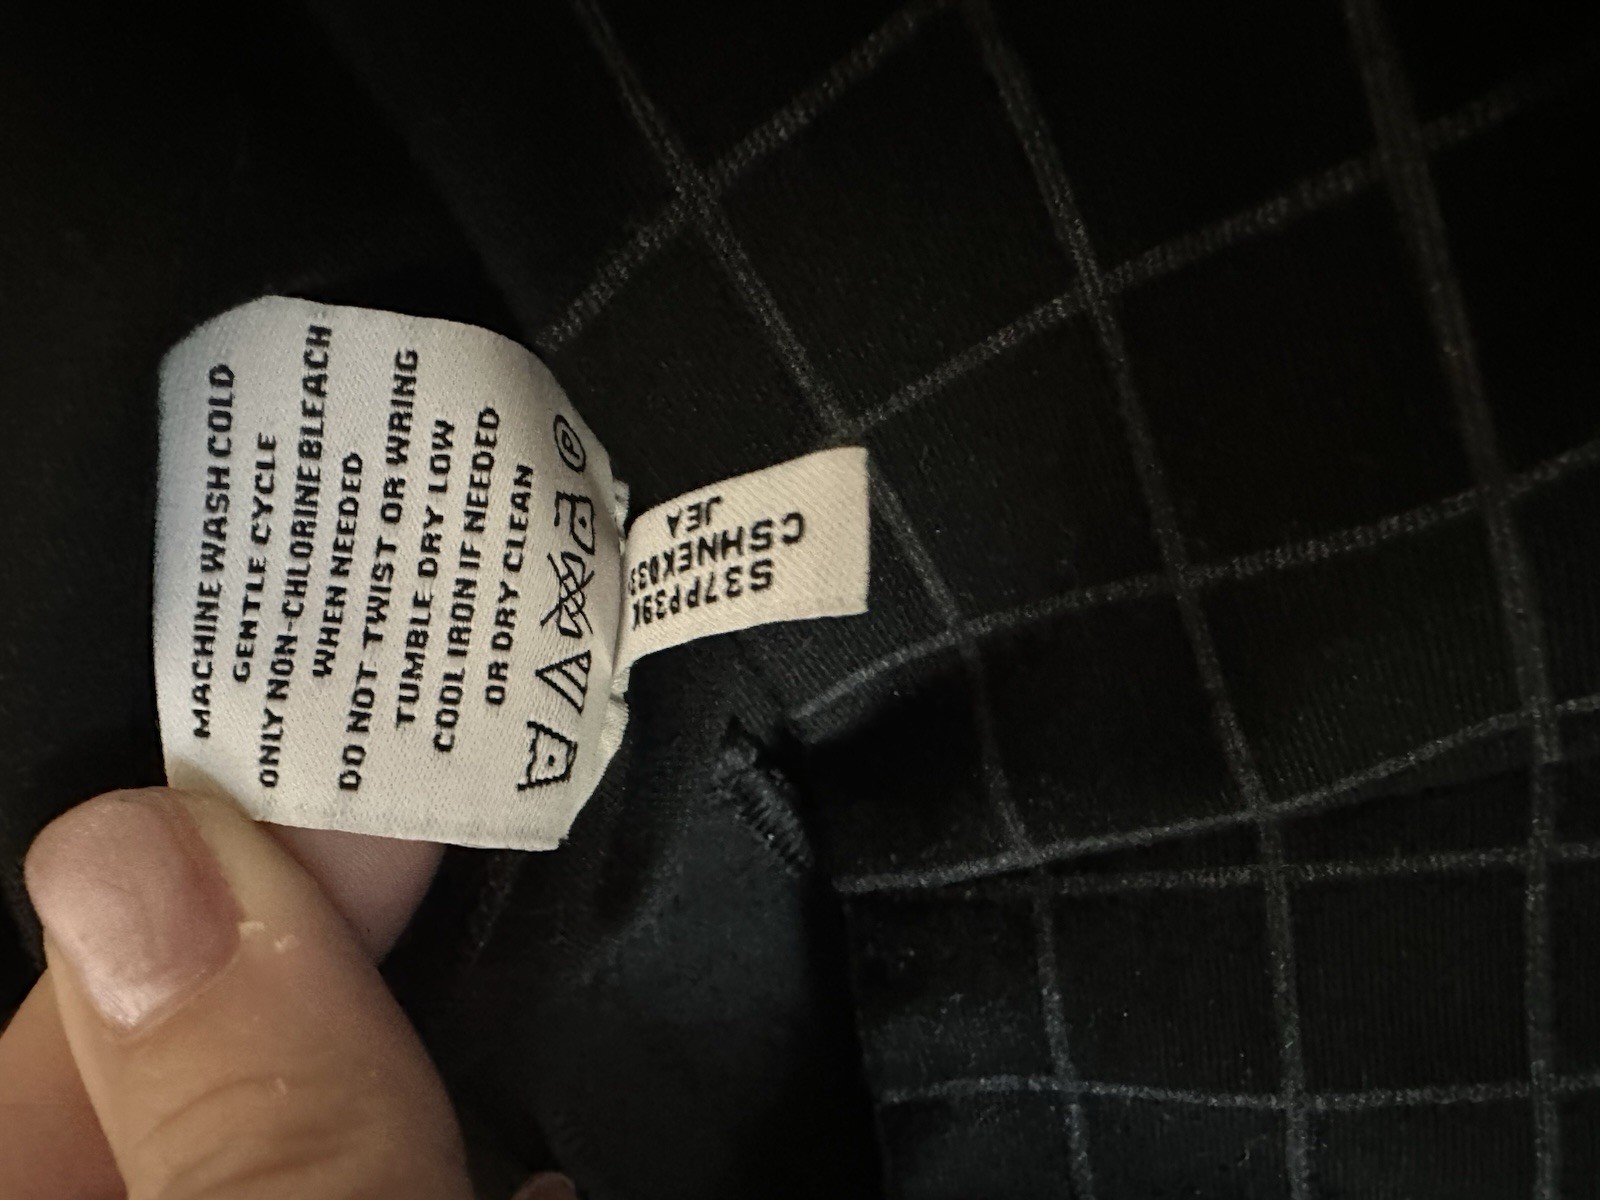 MACHINE WASH COLD
GENTLE CYCLE
ONLY NON-CHLORINE BLEACH
WHEN NEEDED
DO NOT TWIST OR WRING
TUMBLE DRY LOW
COOL IRON IF NEEDED
OR DRY CLEAN
P
S37PP39K
CSHNEK033
JEA